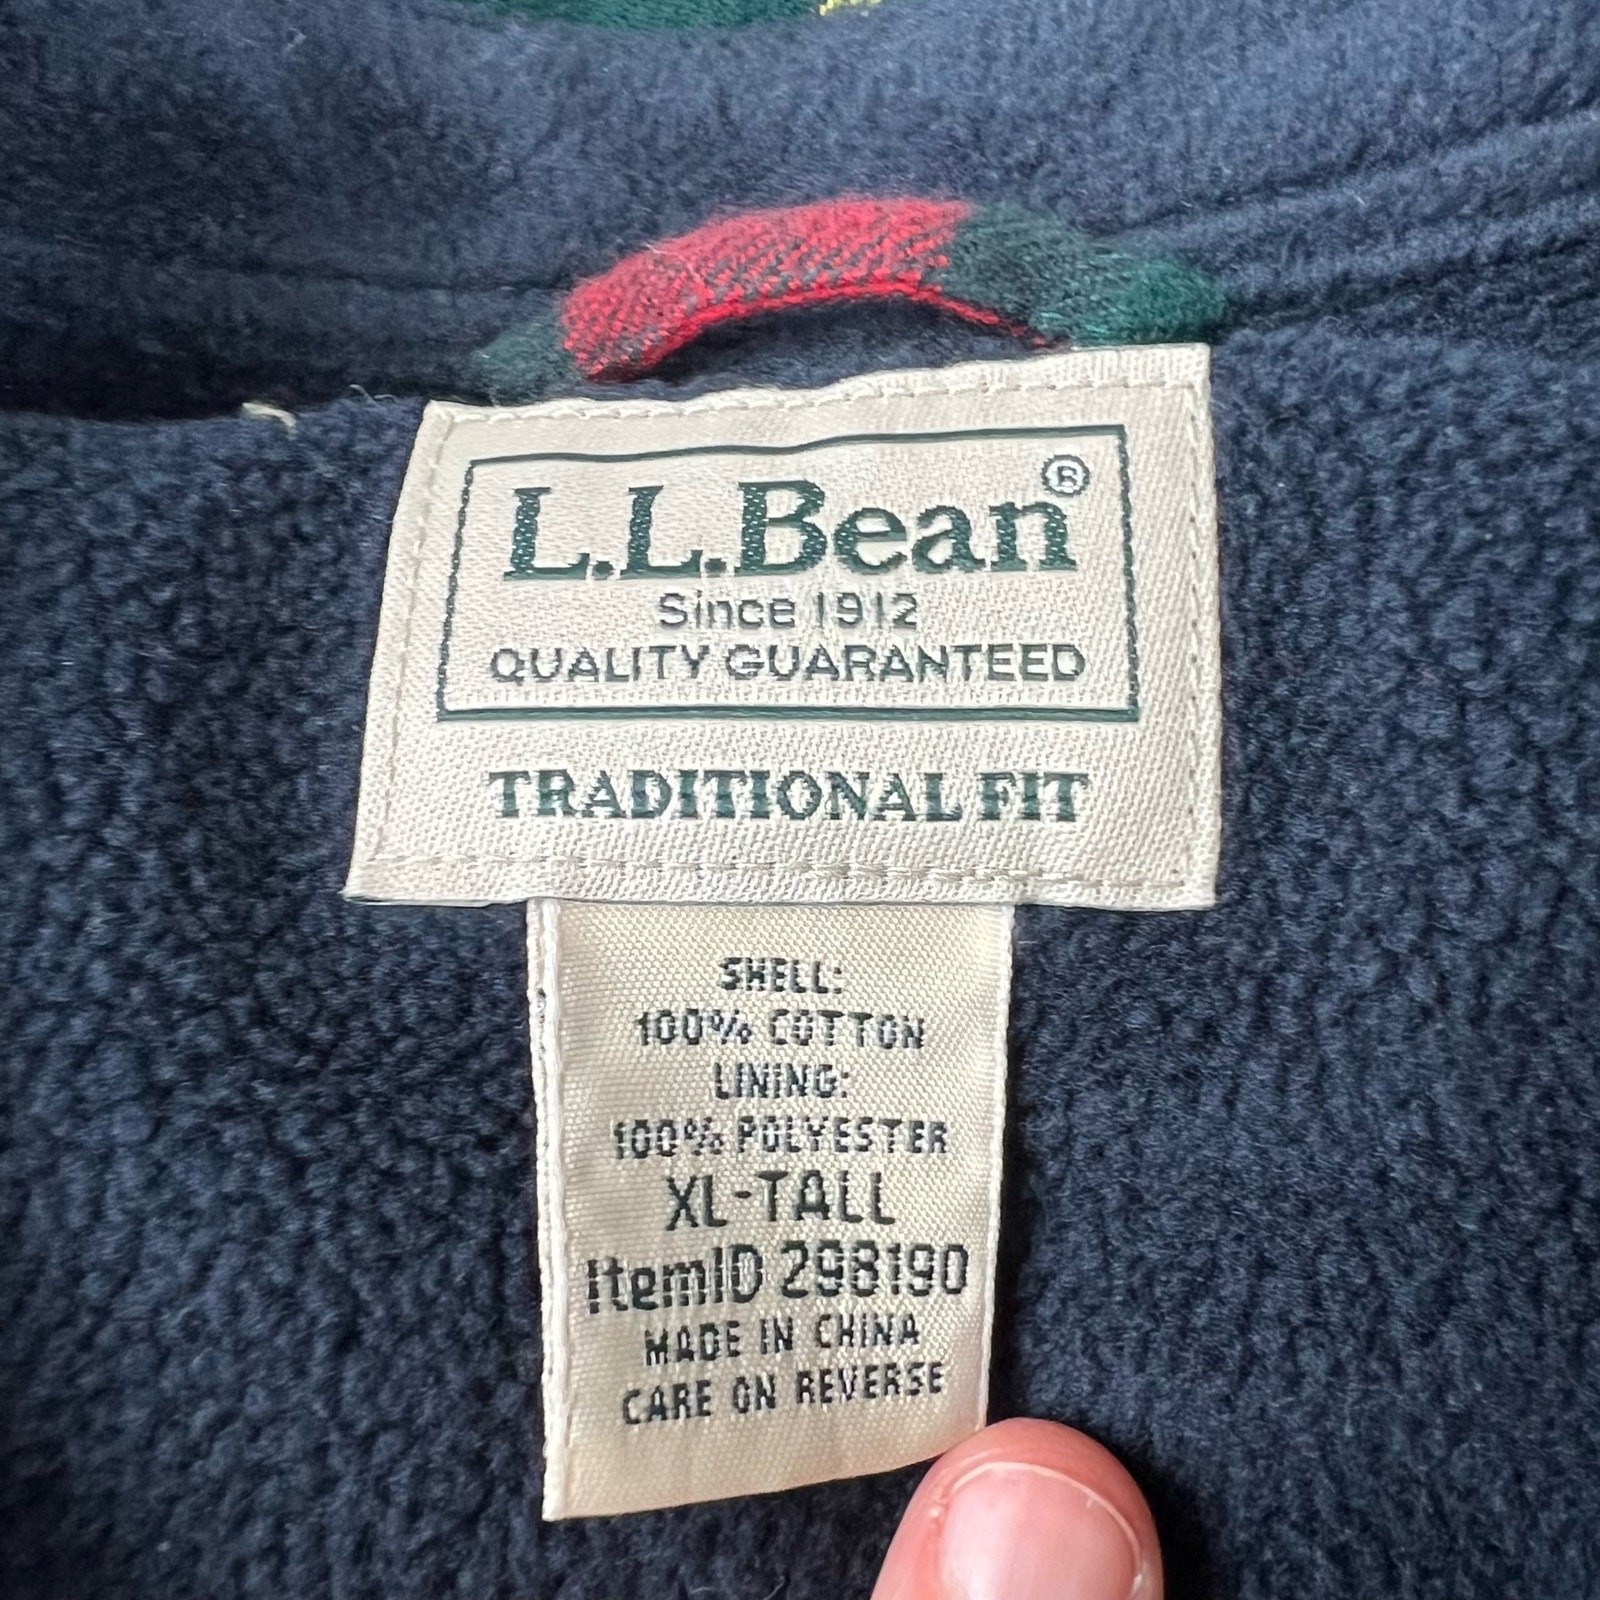 L.L.Bean®
Since 1912
QUALITY GUARANTEED
TRADITIONAL FIT
SHELL:
100% COTTON
LINING:
100% POLYESTER
XL-TALL
ItemID 298190
MADE IN CHINA
CARE ON REVERSE